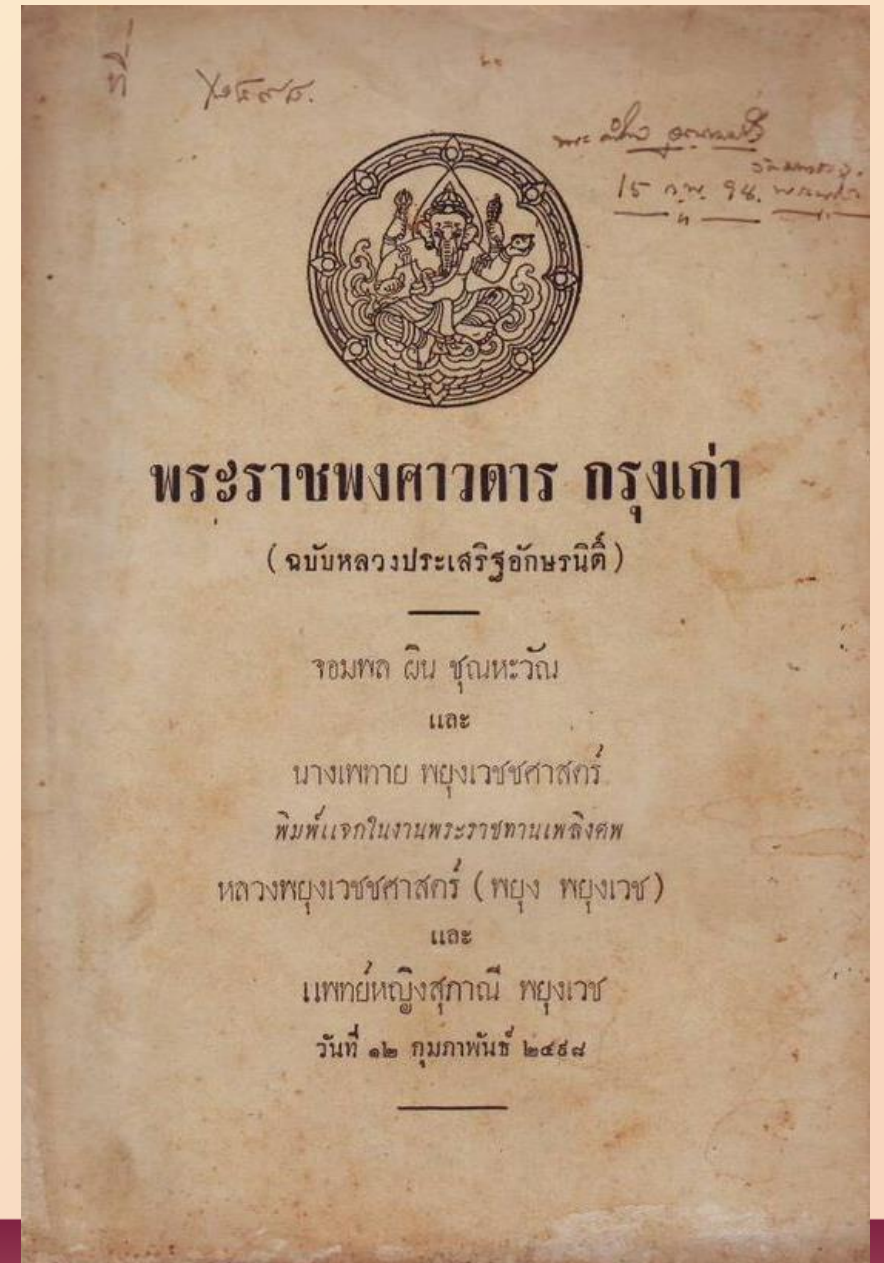 ที่
พระราชพงศาวดาร กรุงเก่า
(ฉบับหลวงประเสริฐอักษรนิติ์)
จอมพล ผิน ชุณหะวัณ
และ
นางเพทาย พยุงเวชชศาสตร์
พิมพ์แจกในงานพระราชทานเพลิงศพ
หลวงพยุงเวชชศาสตร์ (พยุง พยุงเวช)
และ
แพทย์หญิงสุภาณี พยุงเวช
วันที่ ๑๒ กุมภาพันธ์ ๒๔๙๘